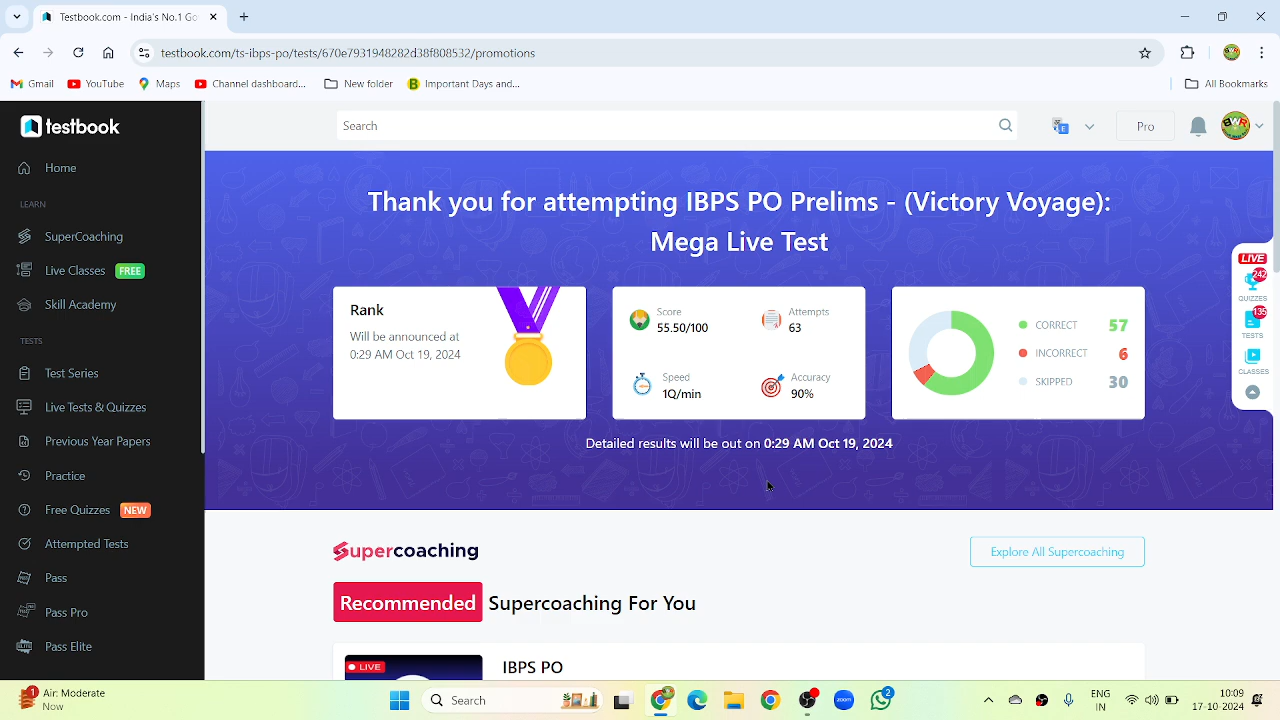 Testbook.com - India's No.1 Go
testbook.com/ts-ibps-po/tests/670e7931948282d38f808532/promotions
Gmail YouTube Maps Channel dashboard... New folder Important Days and... All Bookmarks
testbook
Search
Pro
Home
LEARN
SuperCoaching
Live Classes FREE
Skill Academy
TESTS
Test Series
Live Tests & Quizzes
Previous Year Papers
Practice
Free Quizzes NEW
Attempted Tests
Pass
Pass Pro
Pass Elite
Thank you for attempting IBPS PO Prelims - (Victory Voyage):
Mega Live Test
Rank
Will be announced at
0:29 AM Oct 19, 2024
Score
55.50/100
Attempts
63
Speed
1Q/min
Accuracy
90%
CORRECT 57
INCORRECT 6
SKIPPED 30
Detailed results will be out on 0:29 AM Oct 19, 2024
LIVE
242
QUIZZES
135
TESTS
CLASSES
Supercoaching
Explore All Supercoaching
Recommended Supercoaching For You
LIVE
IBPS PO
1
Air: Moderate
Now
Search
zoom
2
ENG
IN
10:09
17-10-2024